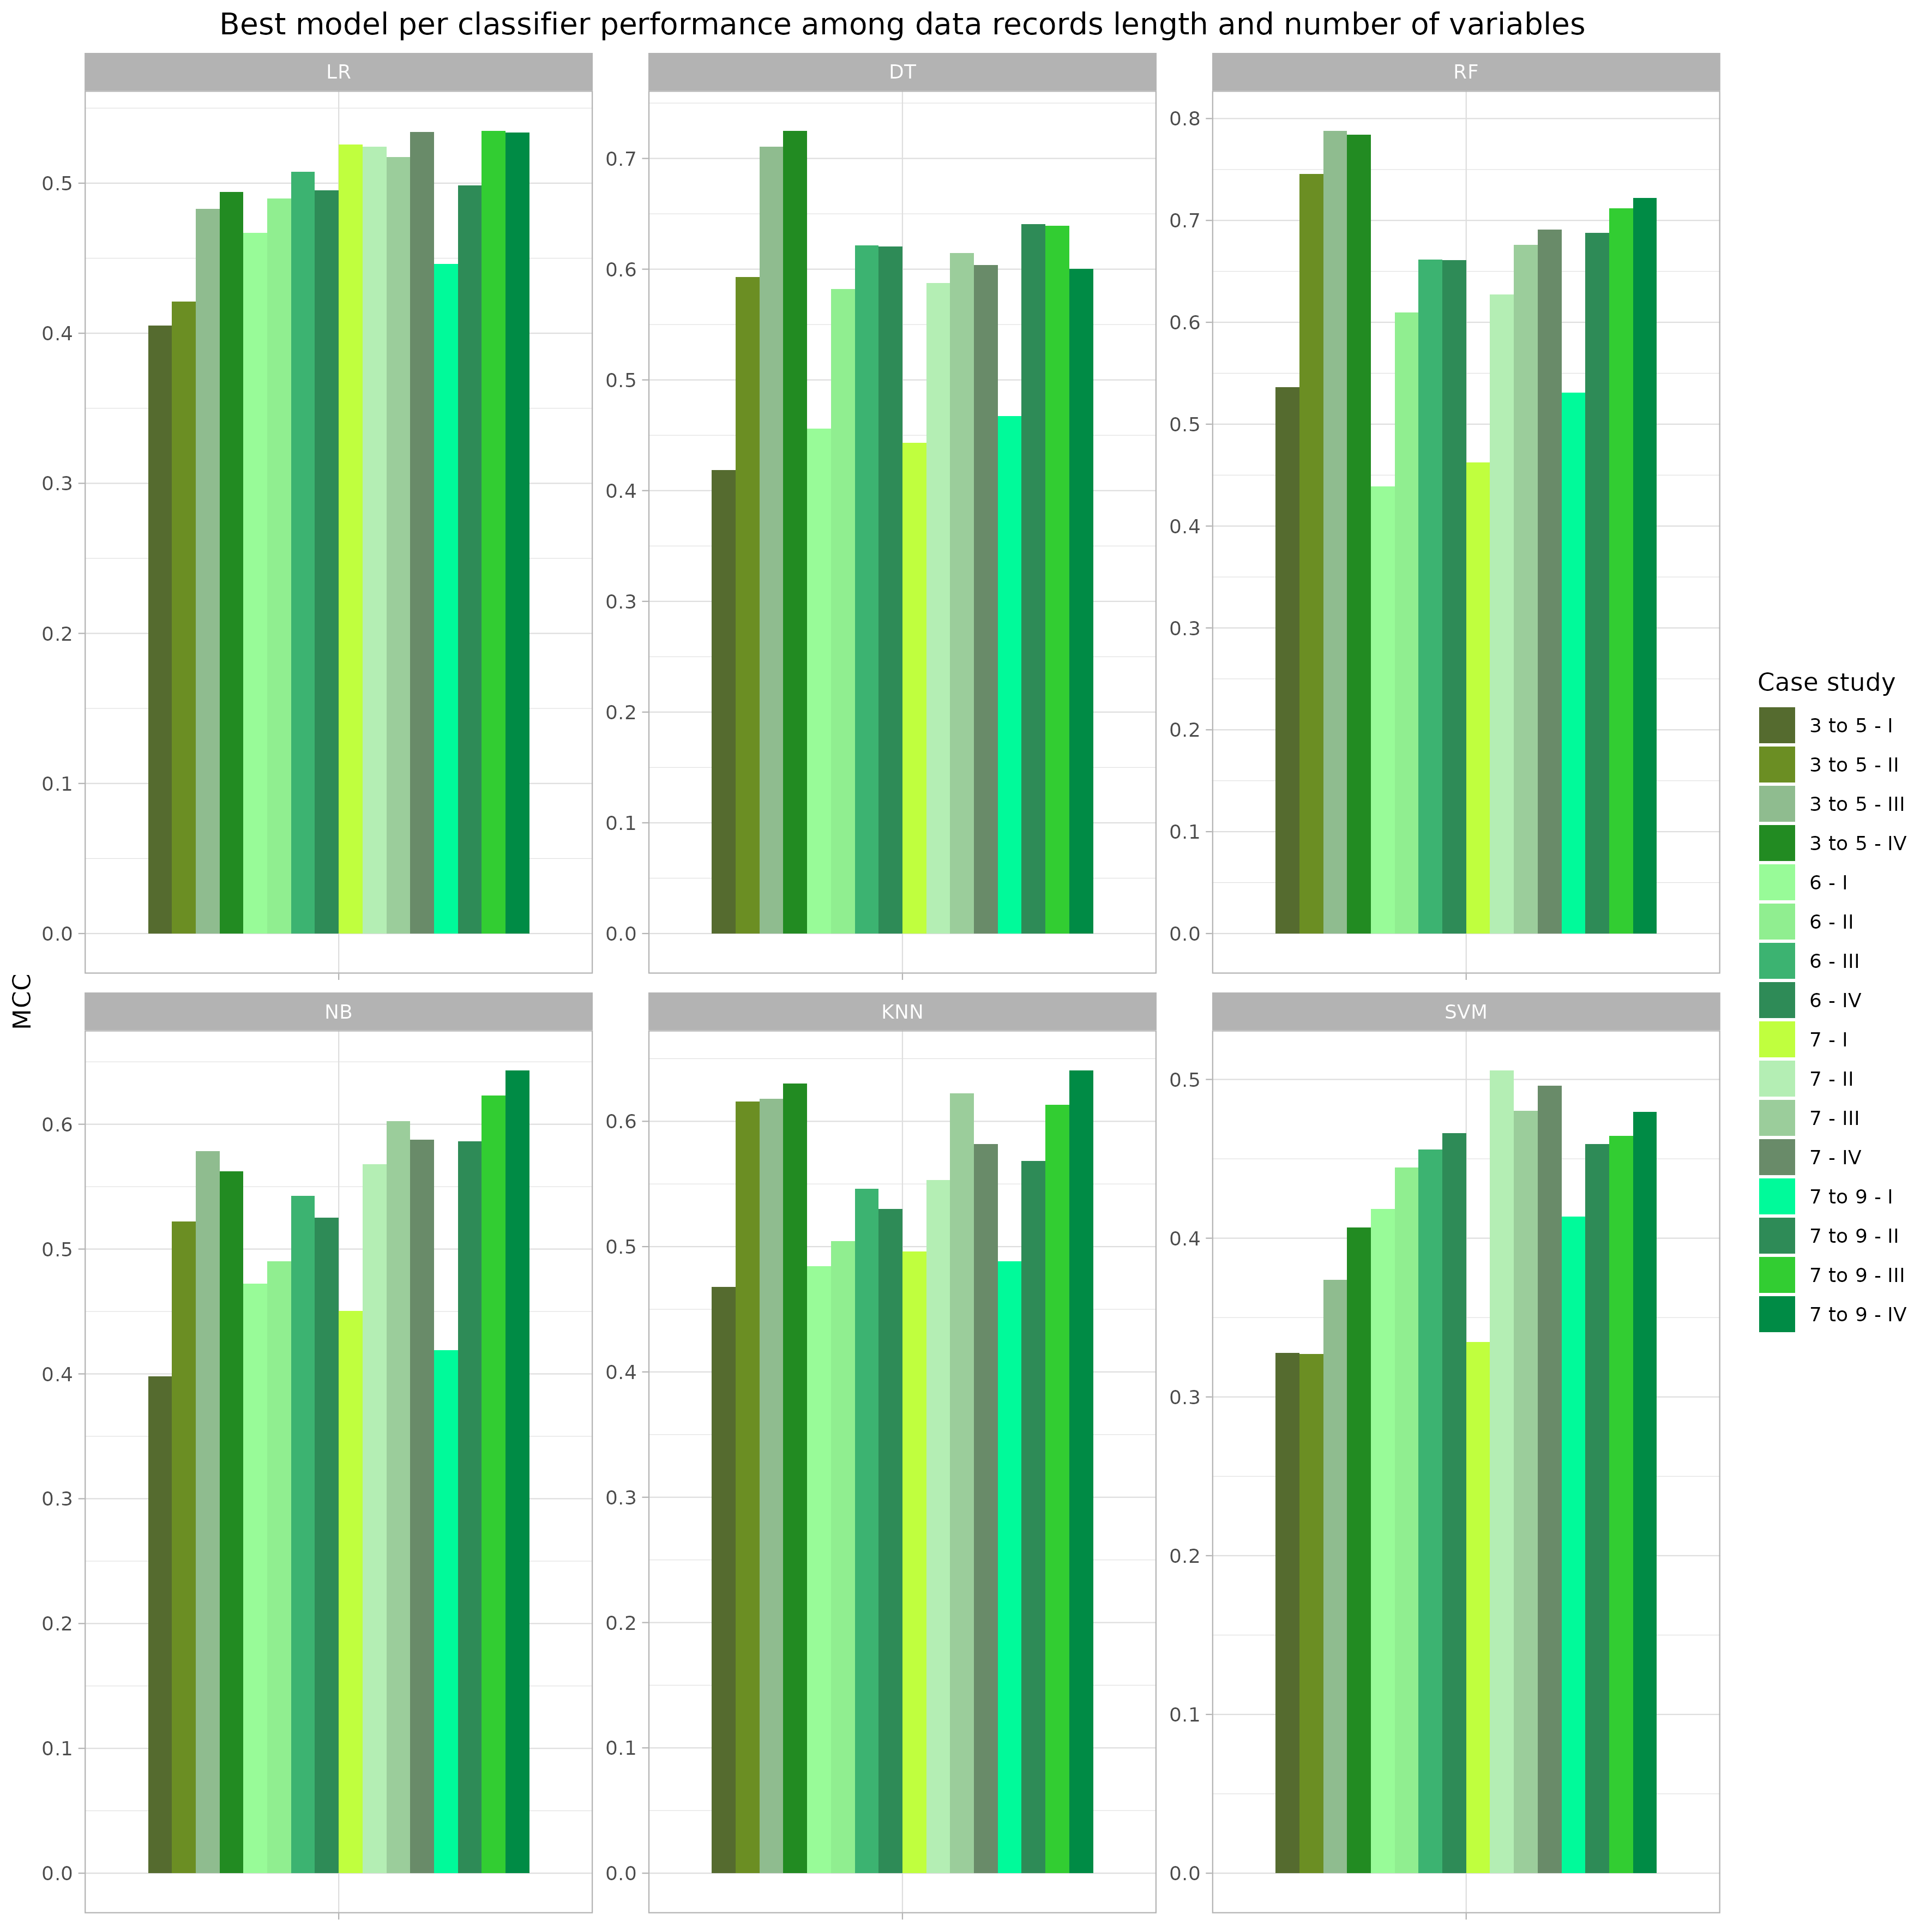 Best model per classifier performance among data records length and number of variables
LR
DT
RF
0.5
0.4
0.3
0.2
0.1
0.0
0.7
0.6
0.5
0.4
0.3
0.2
0.1
0.0
0.8
0.7
0.6
0.5
0.4
0.3
0.2
0.1
0.0
MCC
NB
KNN
SVM
0.6
0.5
0.4
0.3
0.2
0.1
0.0
0.6
0.5
0.4
0.3
0.2
0.1
0.0
0.5
0.4
0.3
0.2
0.1
0.0
Case study
3 to 5 - I
3 to 5 - II
3 to 5 - III
3 to 5 - IV
6 - I
6 - II
6 - III
6 - IV
7 - I
7 - II
7 - III
7 - IV
7 to 9 - I
7 to 9 - II
7 to 9 - III
7 to 9 - IV